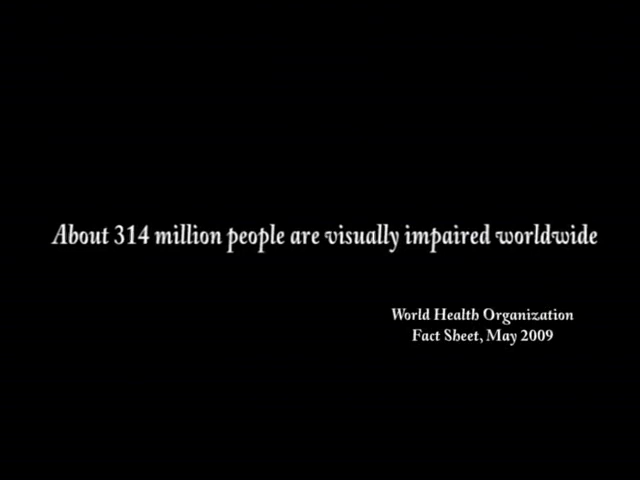 About 314 million people are visually impaired worldwide
World Health Organization
Fact Sheet, May 2009